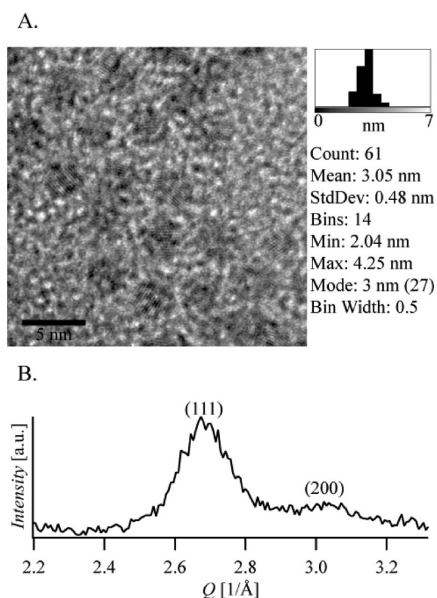 A.
0 7
nm
Count: 61
Mean: 3.05 nm
StdDev: 0.48 nm
Bins: 14
Min: 2.04 nm
Max: 4.25 nm
Mode: 3 nm (27)
Bin Width: 0.5
5 nm
B.
(111)
(200)
Intensity [a.u.]
2.2 2.4 2.6 2.8 3.0 3.2
Q [1/Å]